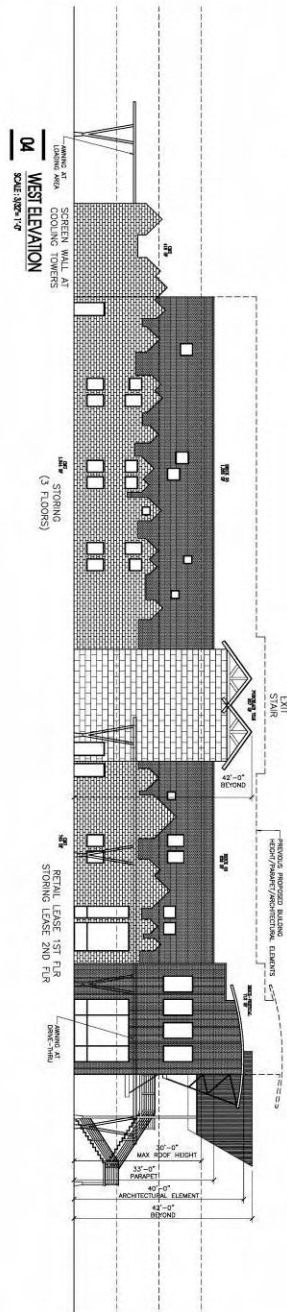 EXIT
STAIR
PREVIOUS PROPOSED BUILDING
HEIGHT/PARAPET/ARCHITECTURAL ELEMENTS
42'-0"
BEYOND
AWNING AT
LOADING AREA
SCREEN WALL AT
COOLING TOWERS
STORING
(3 FLOORS)
RETAIL LEASE 1ST FLR
STORING LEASE 2ND FLR
AWNING AT
DRIVE-THRU
30'-0"
MAX ROOF HEIGHT
33'-0"
PARAPET
40'-0"
ARCHITECTURAL ELEMENT
42'-0"
BEYOND
04
WEST ELEVATION
SCALE: 3/32"= 1'-0"